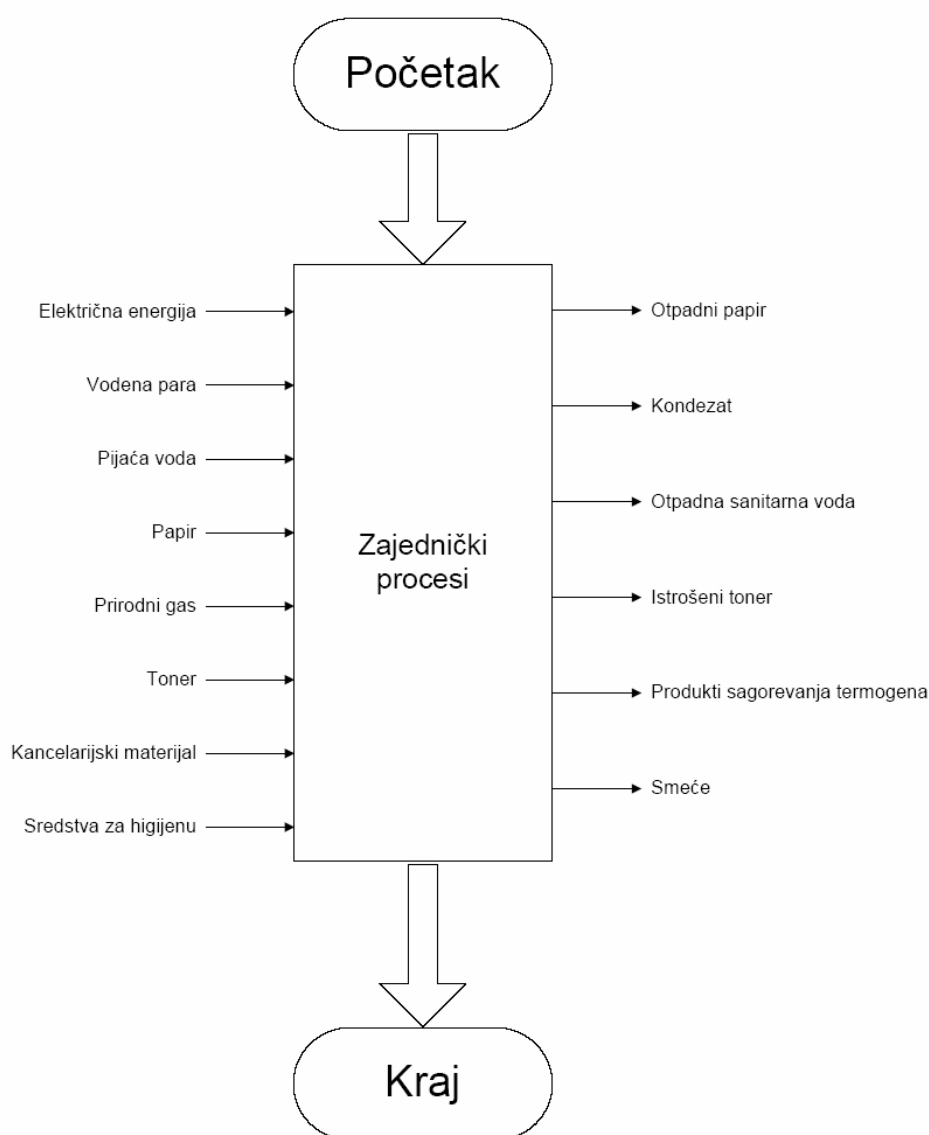 Početak
Električna energija
Vodena para
Pijaća voda
Papir
Prirodni gas
Toner
Kancelarijski materijal
Sredstva za higijenu
Zajednički
procesi
Otpadni papir
Kondezat
Otpadna sanitarna voda
Istrošeni toner
Produkti sagorevanja termogena
Smeće
Kraj